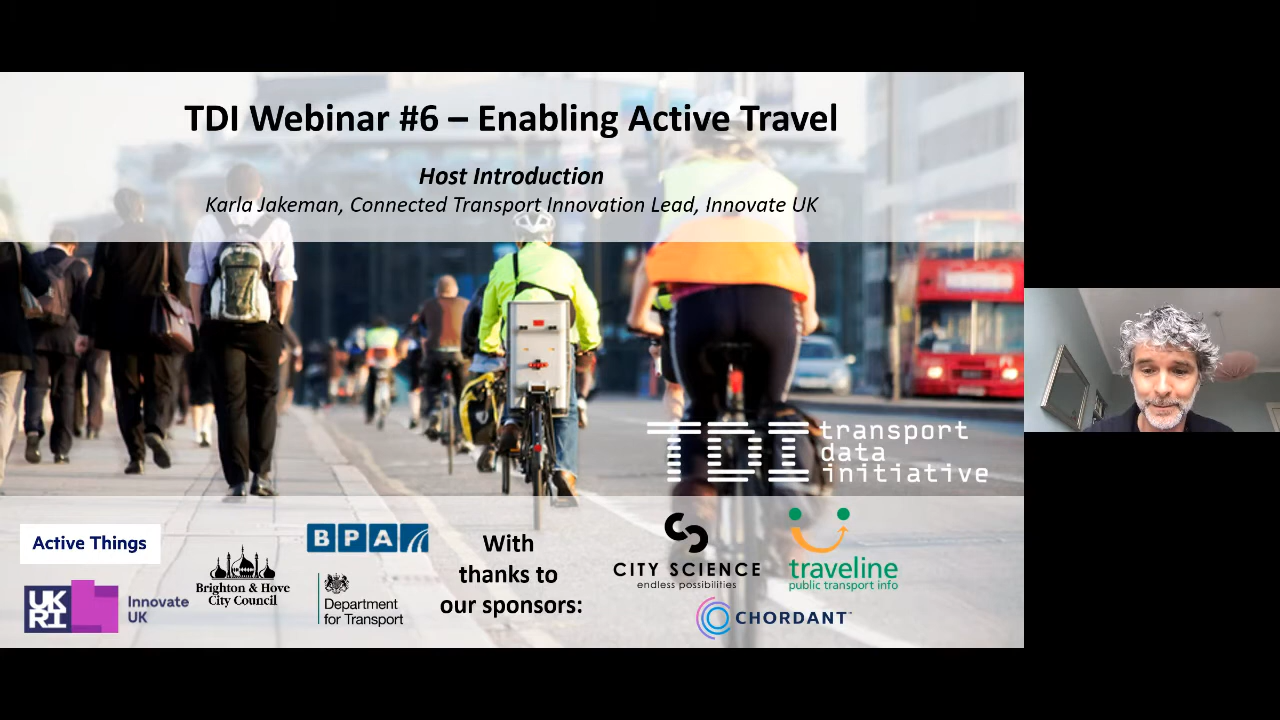 TDI Webinar #6 – Enabling Active Travel
Host Introduction
Karla Jakeman, Connected Transport Innovation Lead, Innovate UK
TDI transport
data
initiative
Active Things
UKRI
Innovate
UK
Brighton & Hove
City Council
BPA
Department
for Transport
With
thanks to
our sponsors:
CITY SCIENCE
endless possibilities
traveline
public transport info
CHORDANT™